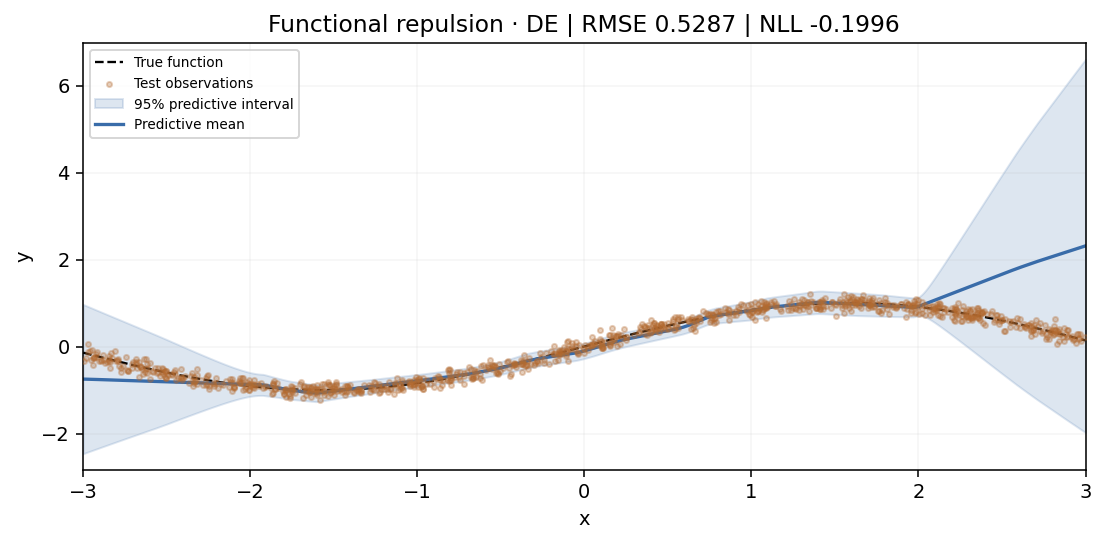 Functional repulsion · DE | RMSE 0.5287 | NLL -0.1996
True function
Test observations
95% predictive interval
Predictive mean
6
4
2
0
−2
y
−3
−2
−1
0
1
2
3
x